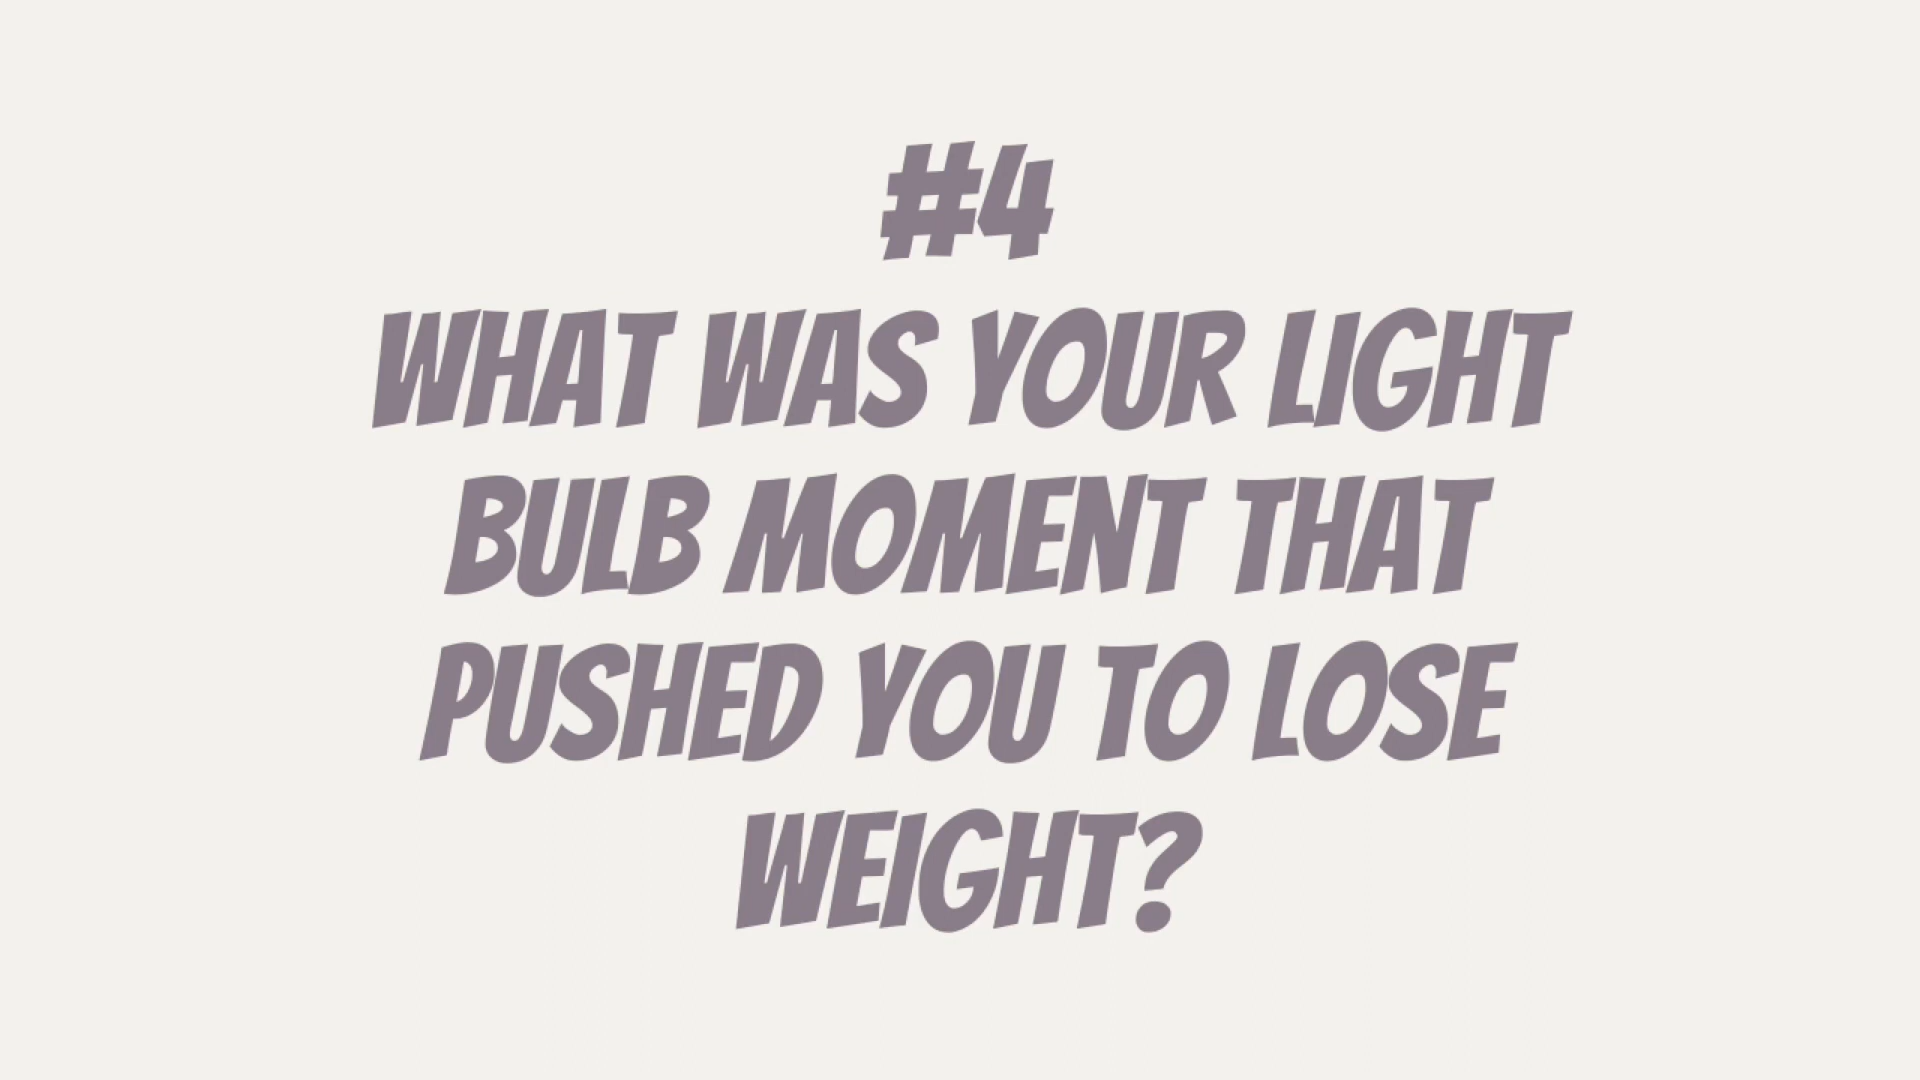 #4
WHAT WAS YOUR LIGHT
BULB MOMENT THAT
PUSHED YOU TO LOSE
WEIGHT?